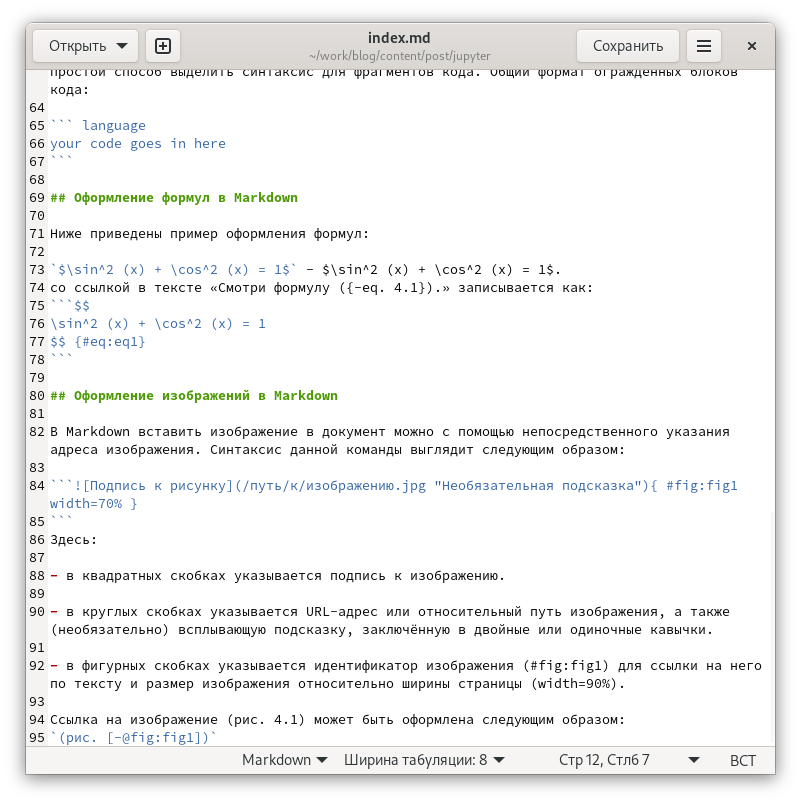 Открыть
index.md
~/work/blog/content/post/jupyter
Сохранить
простой способ выделить синтаксис для фрагментов кода. Общий формат огражденных блоков
кода:
64
65 ``` language
66 your code goes in here
67 ```
68
69 ## Оформление формул в Markdown
70
71 Ниже приведены пример оформления формул:
72
73 `$\sin^2 (x) + \cos^2 (x) = 1$` - $\sin^2 (x) + \cos^2 (x) = 1$.
74 со ссылкой в тексте «Смотри формулу ({-eq. 4.1}).» записывается как:
75 ```$$
76 \sin^2 (x) + \cos^2 (x) = 1
77 $$ {#eq:eq1}
78 ```
79
80 ## Оформление изображений в Markdown
81
82 В Markdown вставить изображение в документ можно с помощью непосредственного указания
адреса изображения. Синтаксис данной команды выглядит следующим образом:
83
84 ```![Подпись к рисунку](/путь/к/изображению.jpg "Необязательная подсказка"){ #fig:fig1
width=70% }
85 ```
86 Здесь:
87
88 - в квадратных скобках указывается подпись к изображению.
89
90 - в круглых скобках указывается URL-адрес или относительный путь изображения, а также
(необязательно) всплывающую подсказку, заключённую в двойные или одиночные кавычки.
91
92 - в фигурных скобках указывается идентификатор изображения (#fig:fig1) для ссылки на него
по тексту и размер изображения относительно ширины страницы (width=90%).
93
94 Ссылка на изображение (рис. 4.1) может быть оформлена следующим образом:
95 `(рис. [-@fig:fig1])`
Markdown
Ширина табуляции: 8
Стр 12, Стлб 7
ВСТ